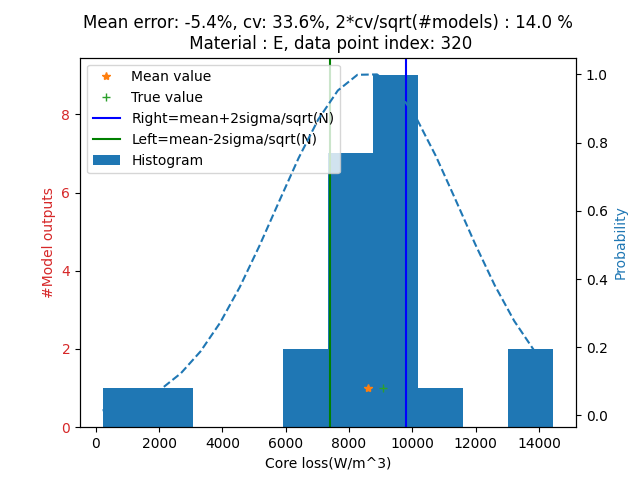 Mean error: -5.4%, cv: 33.6%, 2*cv/sqrt(#models) : 14.0 %
Material : E, data point index: 320
Mean value
True value
Right=mean+2sigma/sqrt(N)
Left=mean-2sigma/sqrt(N)
Histogram
#Model outputs
0
2
4
6
8
0
2000
4000
6000
8000
10000
12000
14000
Core loss(W/m^3)
0.0
0.2
0.4
0.6
0.8
1.0
Probability